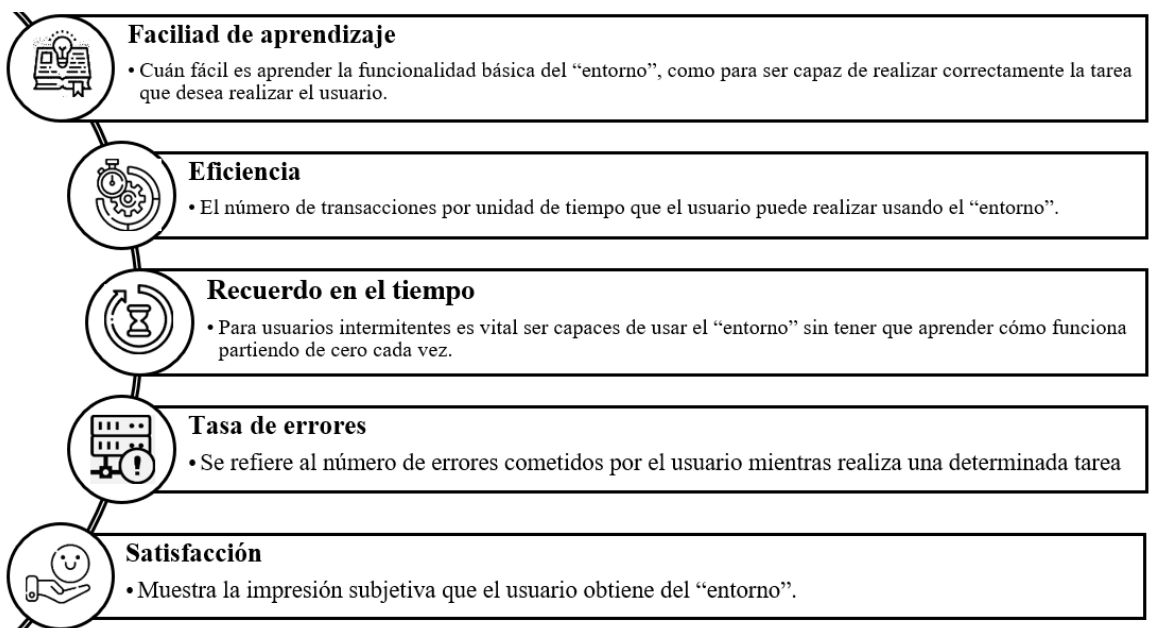 Faciliad de aprendizaje
• Cuán fácil es aprender la funcionalidad básica del “entorno”, como para ser capaz de realizar correctamente la tarea
que desea realizar el usuario.
Eficiencia
• El número de transacciones por unidad de tiempo que el usuario puede realizar usando el “entorno”.
Recuerdo en el tiempo
• Para usuarios intermitentes es vital ser capaces de usar el “entorno” sin tener que aprender cómo funciona
partiendo de cero cada vez.
Tasa de errores
• Se refiere al número de errores cometidos por el usuario mientras realiza una determinada tarea
Satisfacción
• Muestra la impresión subjetiva que el usuario obtiene del “entorno”.